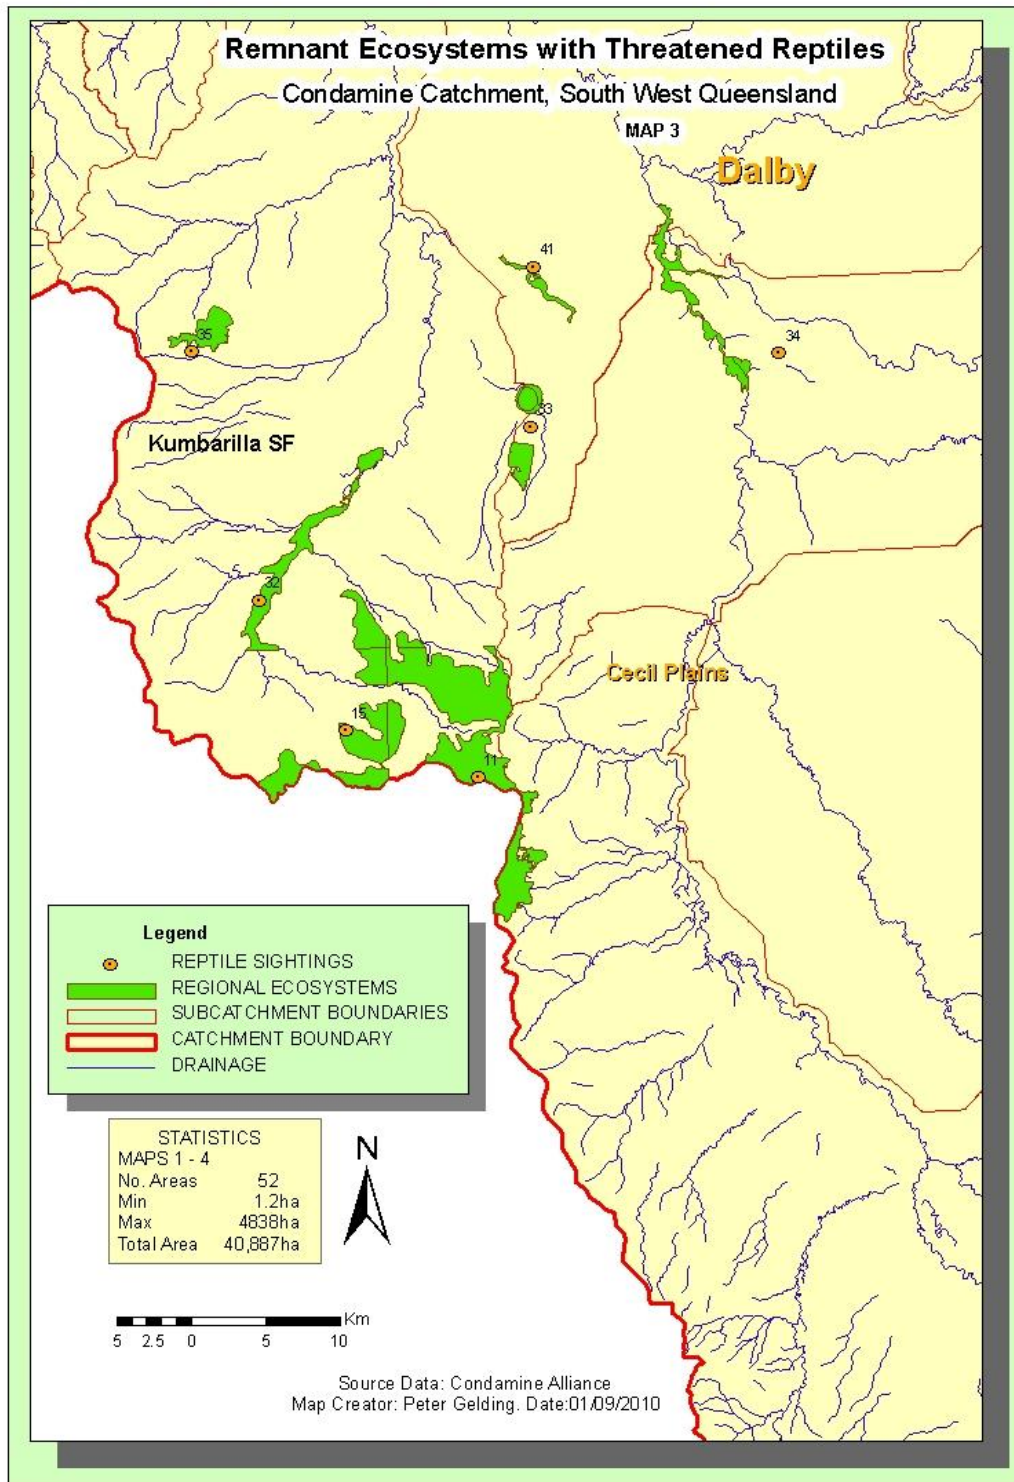 Remnant Ecosystems with Threatened Reptiles
Condamine Catchment, South West Queensland
MAP 3
Dalby
41
35
34
33
Kumbarilla SF
32
Cecil Plains
15
11
Legend
REPTILE SIGHTINGS
REGIONAL ECOSYSTEMS
SUBCATCHMENT BOUNDARIES
CATCHMENT BOUNDARY
DRAINAGE
STATISTICS
MAPS 1 - 4
No. Areas 52
Min 1.2ha
Max 4838ha
Total Area 40,887ha
N
Km
5 2.5 0 5 10
Source Data: Condamine Alliance
Map Creator: Peter Gelding. Date:01/09/2010